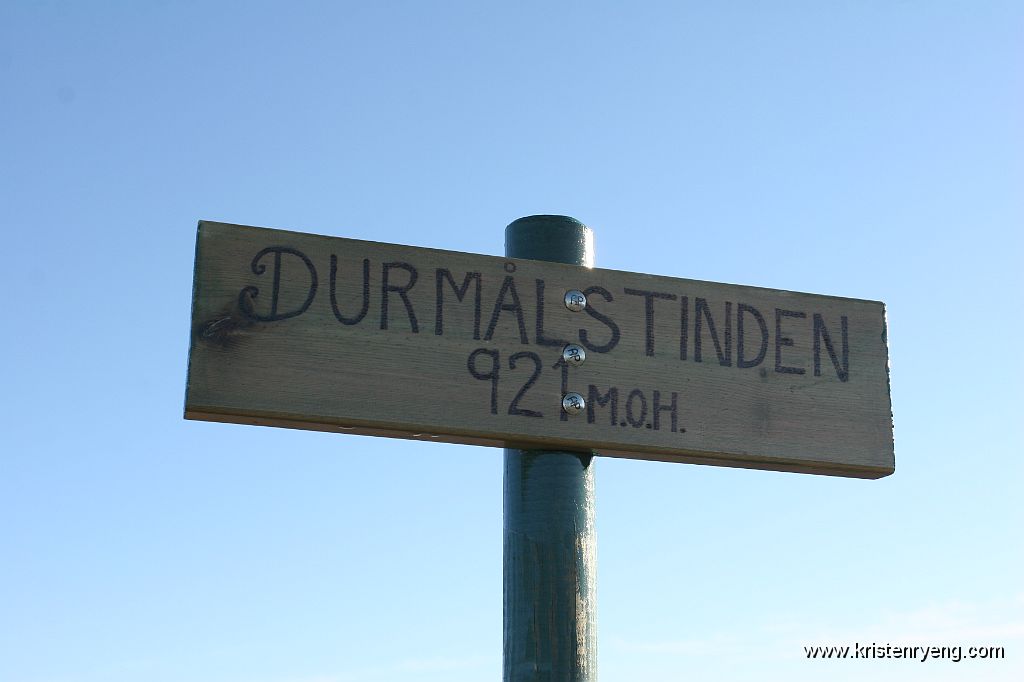 DURMÅLSTINDEN
921 M.O.H.
www.kristenryeng.com